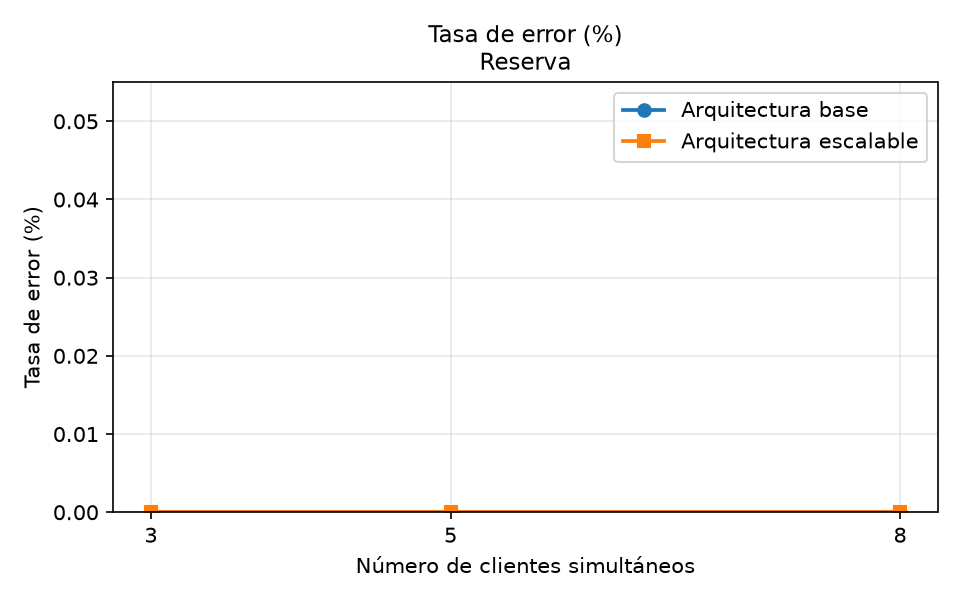 Tasa de error (%)
Reserva
Arquitectura base
Arquitectura escalable
Tasa de error (%)
0.05
0.04
0.03
0.02
0.01
0.00
3
5
8
Número de clientes simultáneos